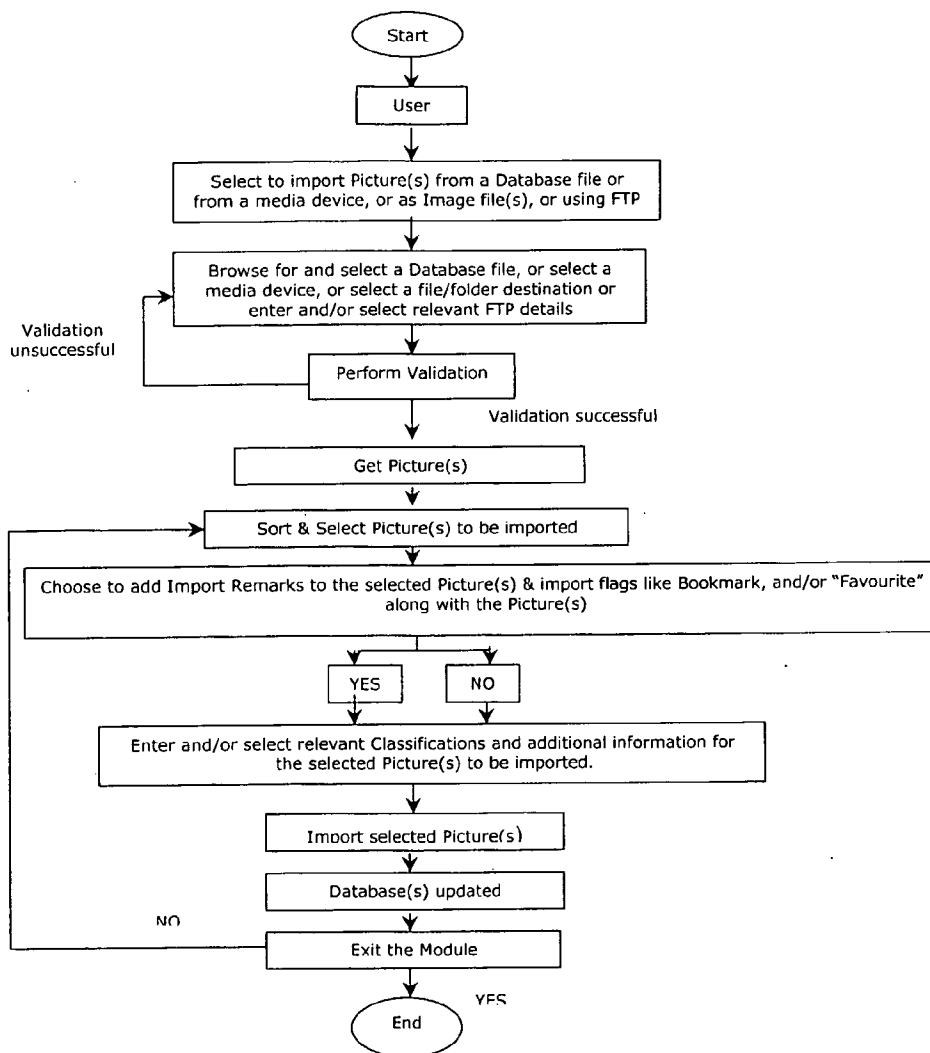 Start
User
Select to import Picture(s) from a Database file or
from a media device, or as Image file(s), or using FTP
Browse for and select a Database file, or select a
media device, or select a file/folder destination or
enter and/or select relevant FTP details
Validation
unsuccessful
Perform Validation
Validation successful
Get Picture(s)
Sort & Select Picture(s) to be imported
Choose to add Import Remarks to the selected Picture(s) & import flags like Bookmark, and/or “Favourite”
along with the Picture(s)
YES
NO
Enter and/or select relevant Classifications and additional information for
the selected Picture(s) to be imported.
Import selected Picture(s)
Database(s) updated
NO
Exit the Module
YES
End